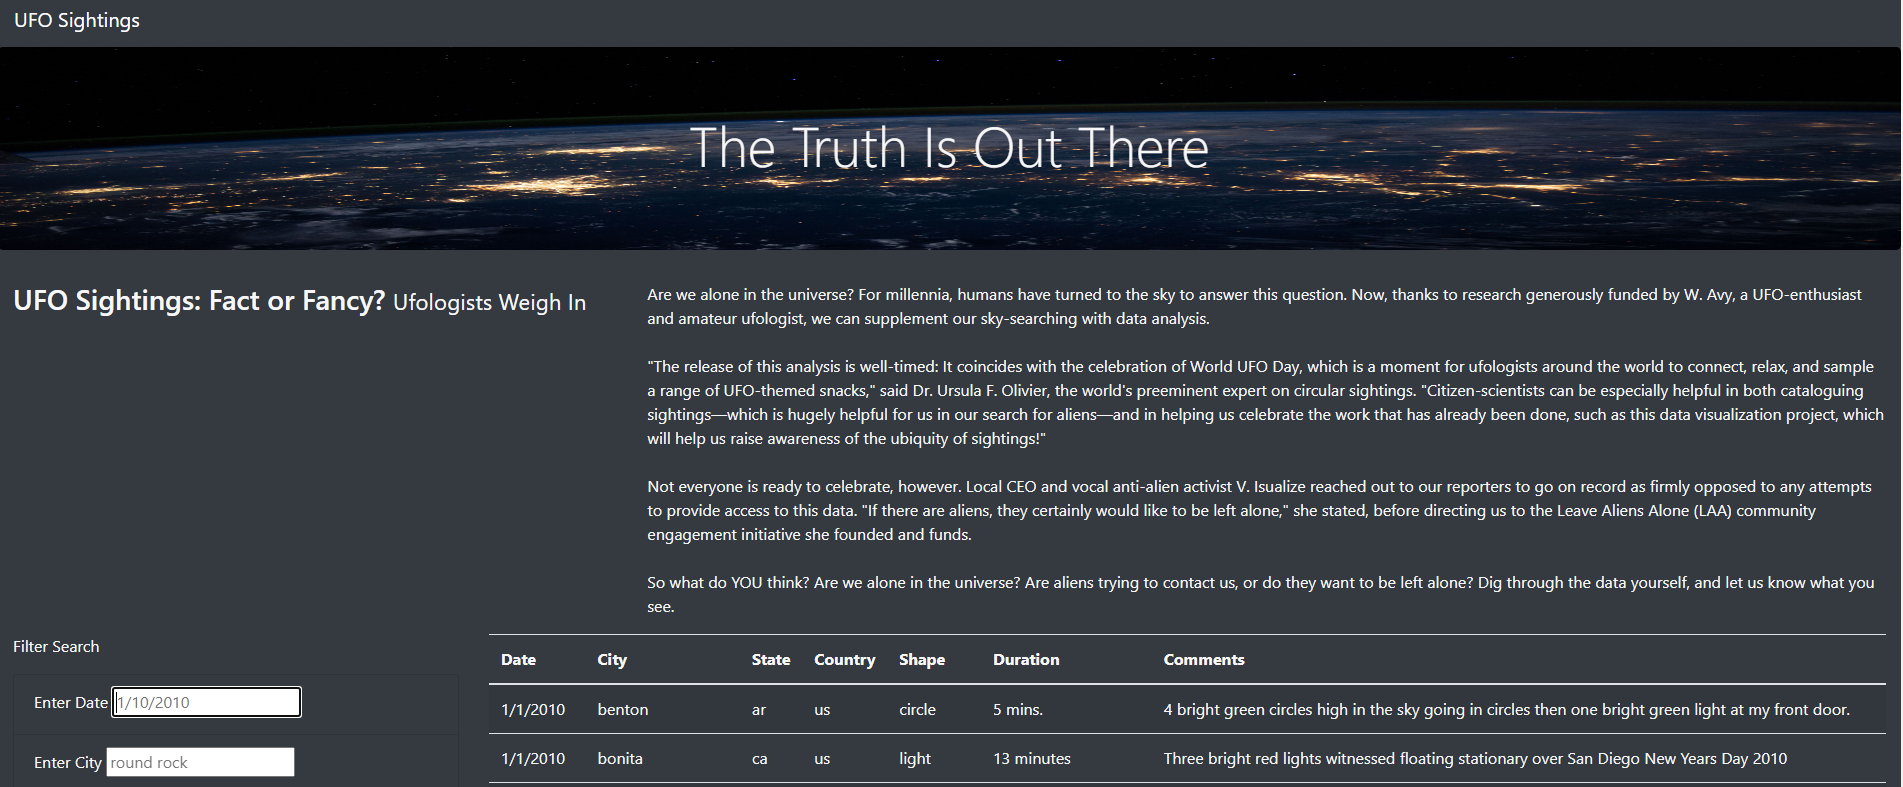 UFO Sightings
The Truth Is Out There
UFO Sightings: Fact or Fancy? Ufologists Weigh In
Are we alone in the universe? For millennia, humans have turned to the sky to answer this question. Now, thanks to research generously funded by W. Avy, a UFO-enthusiast
and amateur ufologist, we can supplement our sky-searching with data analysis.
"The release of this analysis is well-timed: It coincides with the celebration of World UFO Day, which is a moment for ufologists around the world to connect, relax, and sample
a range of UFO-themed snacks," said Dr. Ursula F. Olivier, the world's preeminent expert on circular sightings. "Citizen-scientists can be especially helpful in both cataloguing
sightings—which is hugely helpful for us in our search for aliens—and in helping us celebrate the work that has already been done, such as this data visualization project, which
will help us raise awareness of the ubiquity of sightings!"
Not everyone is ready to celebrate, however. Local CEO and vocal anti-alien activist V. Isualize reached out to our reporters to go on record as firmly opposed to any attempts
to provide access to this data. "If there are aliens, they certainly would like to be left alone," she stated, before directing us to the Leave Aliens Alone (LAA) community
engagement initiative she founded and funds.
So what do YOU think? Are we alone in the universe? Are aliens trying to contact us, or do they want to be left alone? Dig through the data yourself, and let us know what you
see.
Filter Search
Enter Date 1/10/2010
Enter City round rock
Date City State Country Shape Duration Comments
1/1/2010 benton ar us circle 5 mins. 4 bright green circles high in the sky going in circles then one bright green light at my front door.
1/1/2010 bonita ca us light 13 minutes Three bright red lights witnessed floating stationary over San Diego New Years Day 2010